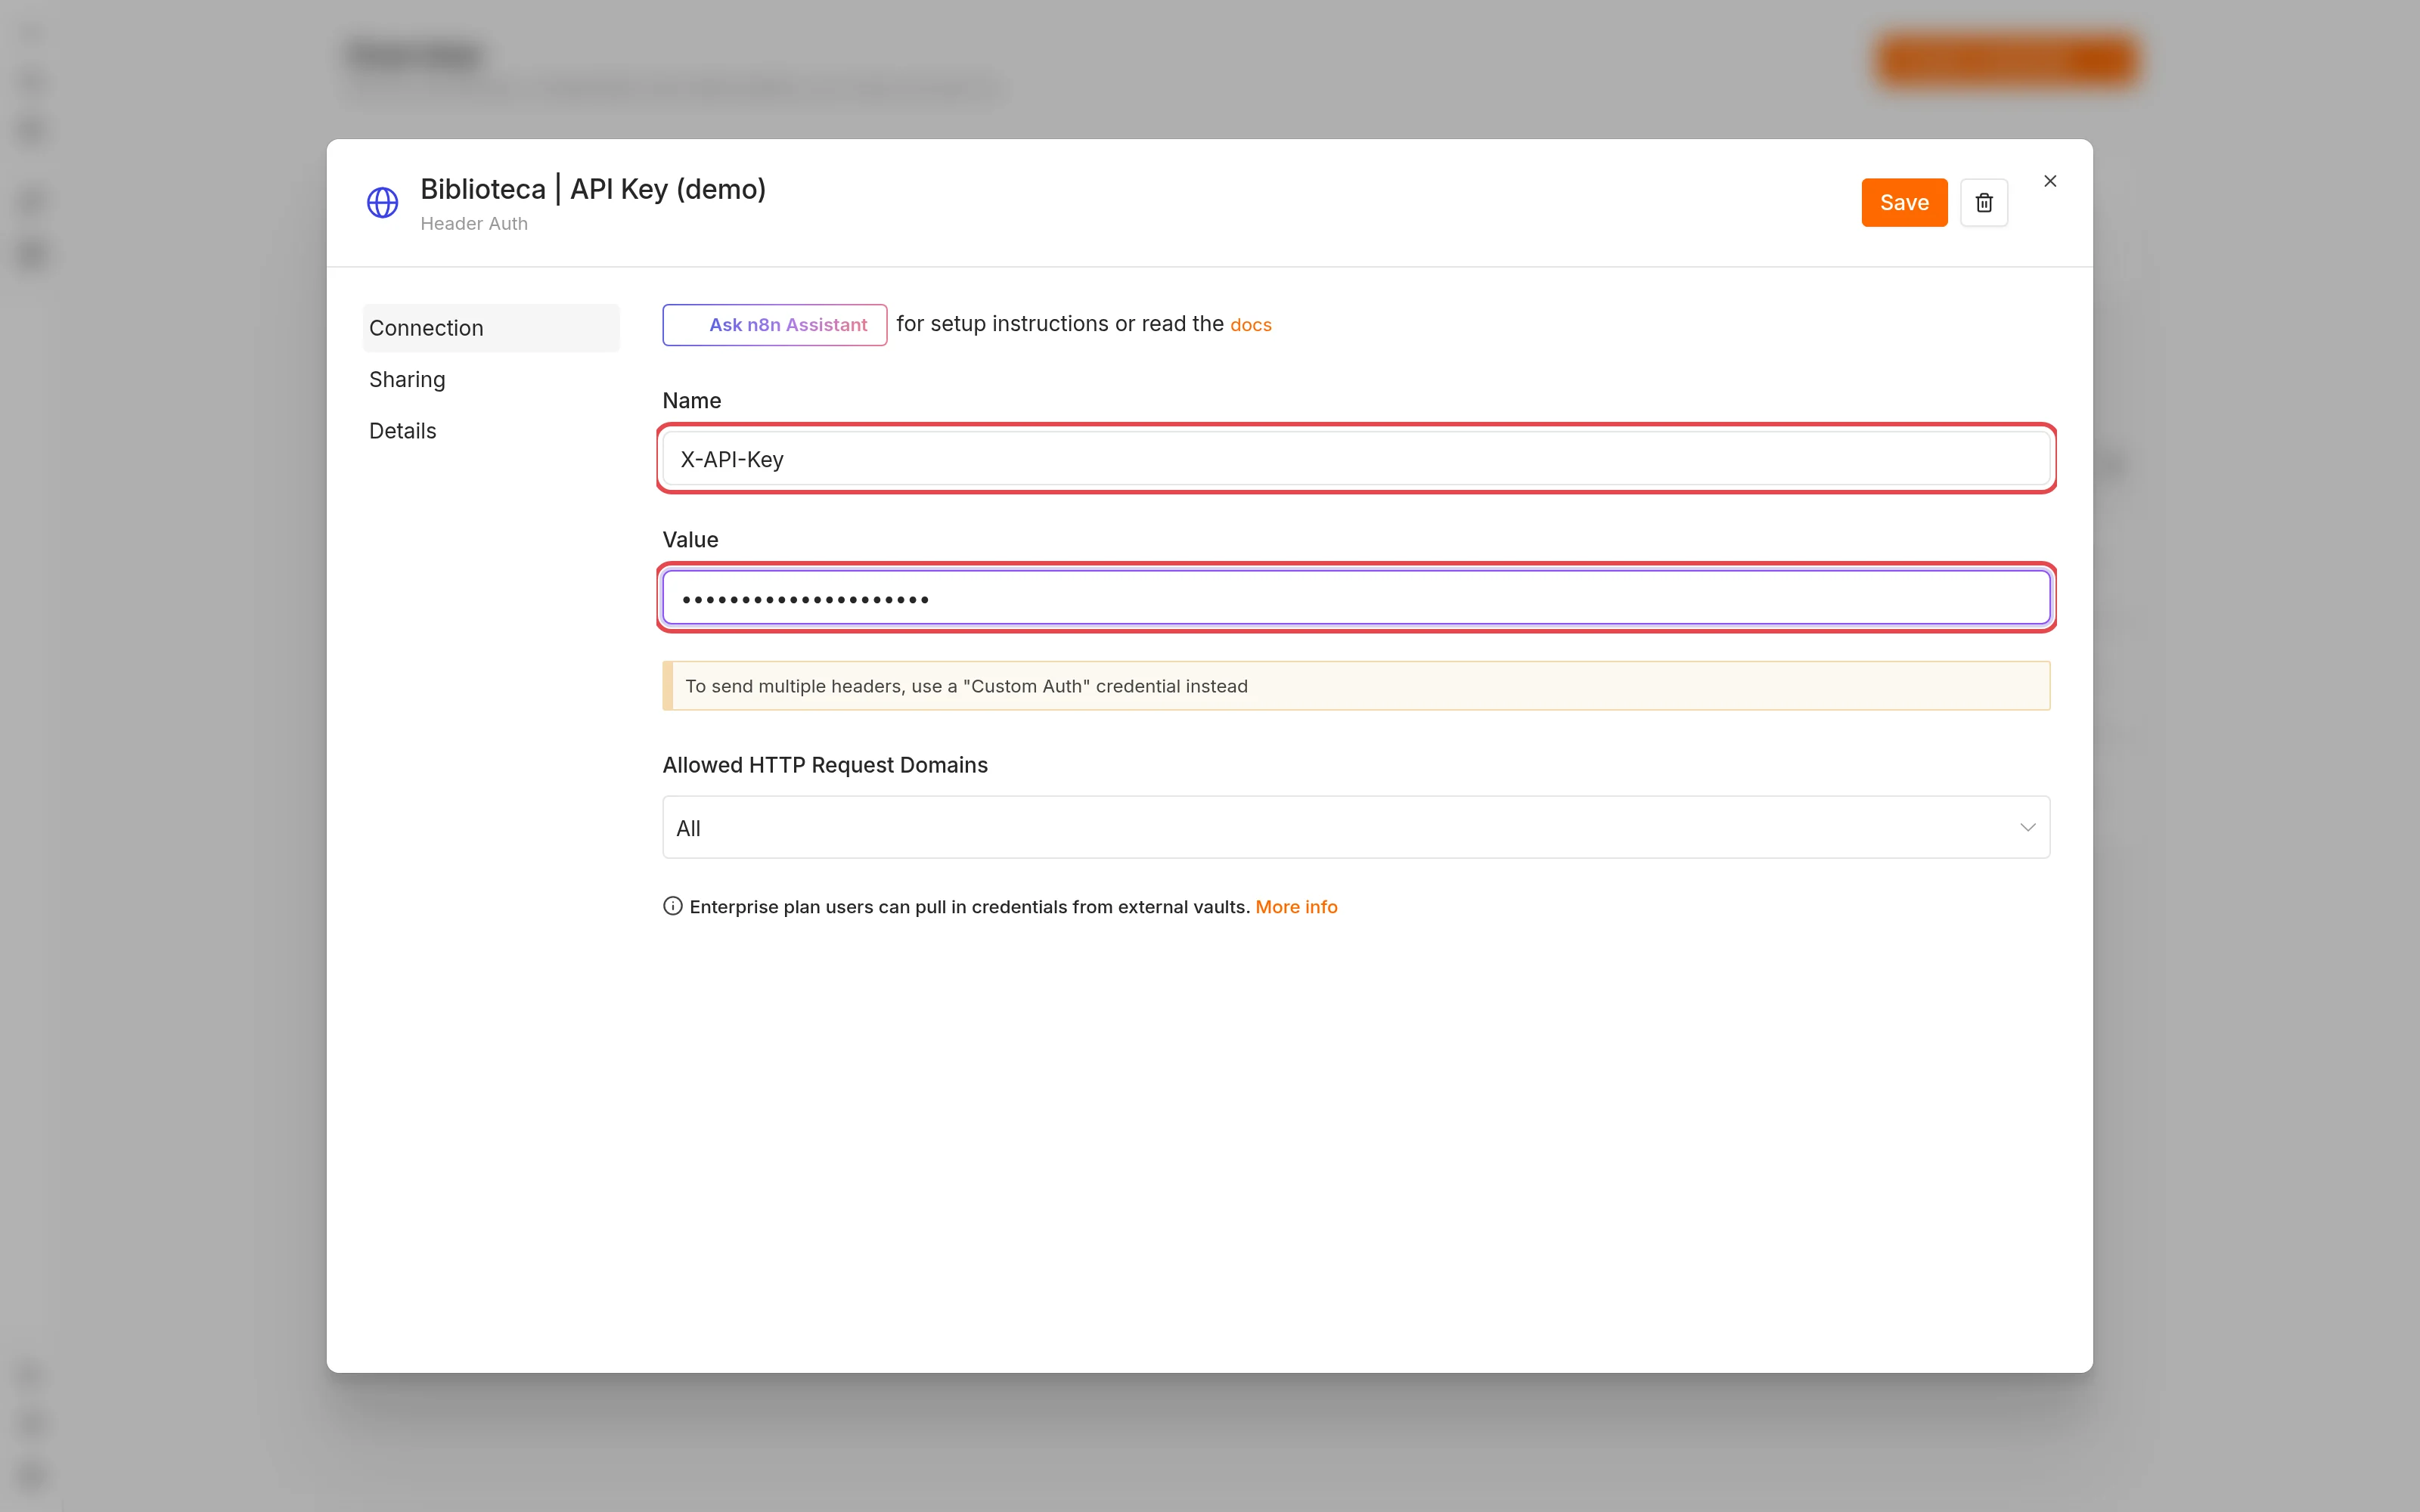 Biblioteca | API Key (demo)
Header Auth
Save
Connection
Sharing
Details
Ask n8n Assistant for setup instructions or read the docs
Name
X-API-Key
Value
•••••••••••••••••••••
To send multiple headers, use a "Custom Auth" credential instead
Allowed HTTP Request Domains
All
Enterprise plan users can pull in credentials from external vaults. More info